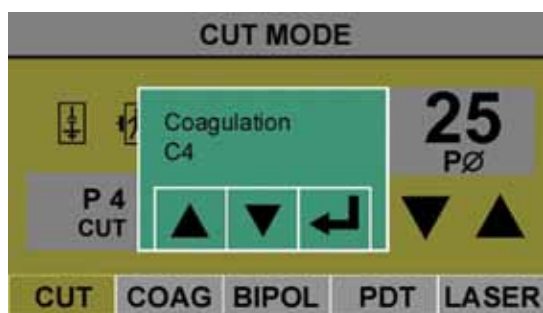 CUT MODE
Coagulation
C4
25
PØ
P 4
CUT
CUT COAG BIPOL PDT LASER